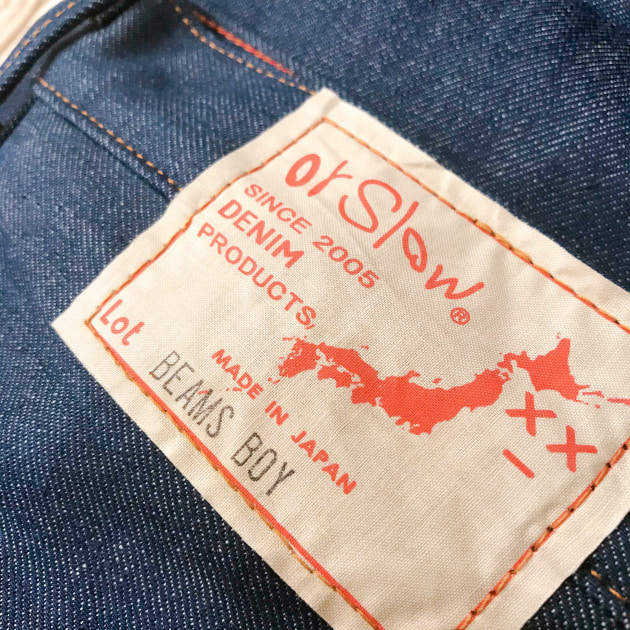 orSlow®
SINCE 2005
DENIM
PRODUCTS,
MADE IN JAPAN
XX
Lot BEAMS BOY